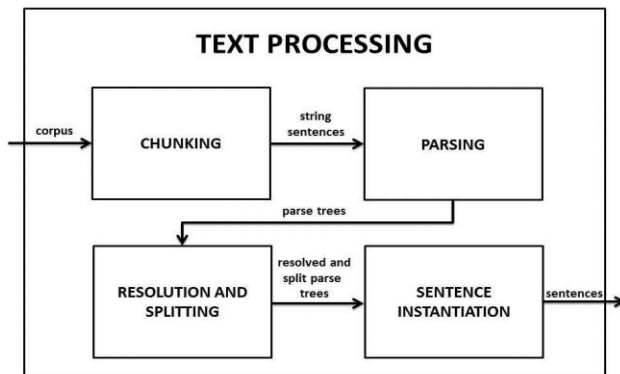 TEXT PROCESSING
corpus
CHUNKING
string
sentences
PARSING
parse trees
RESOLUTION AND
SPLITTING
resolved and
split parse
trees
SENTENCE
INSTANTIATION
sentences